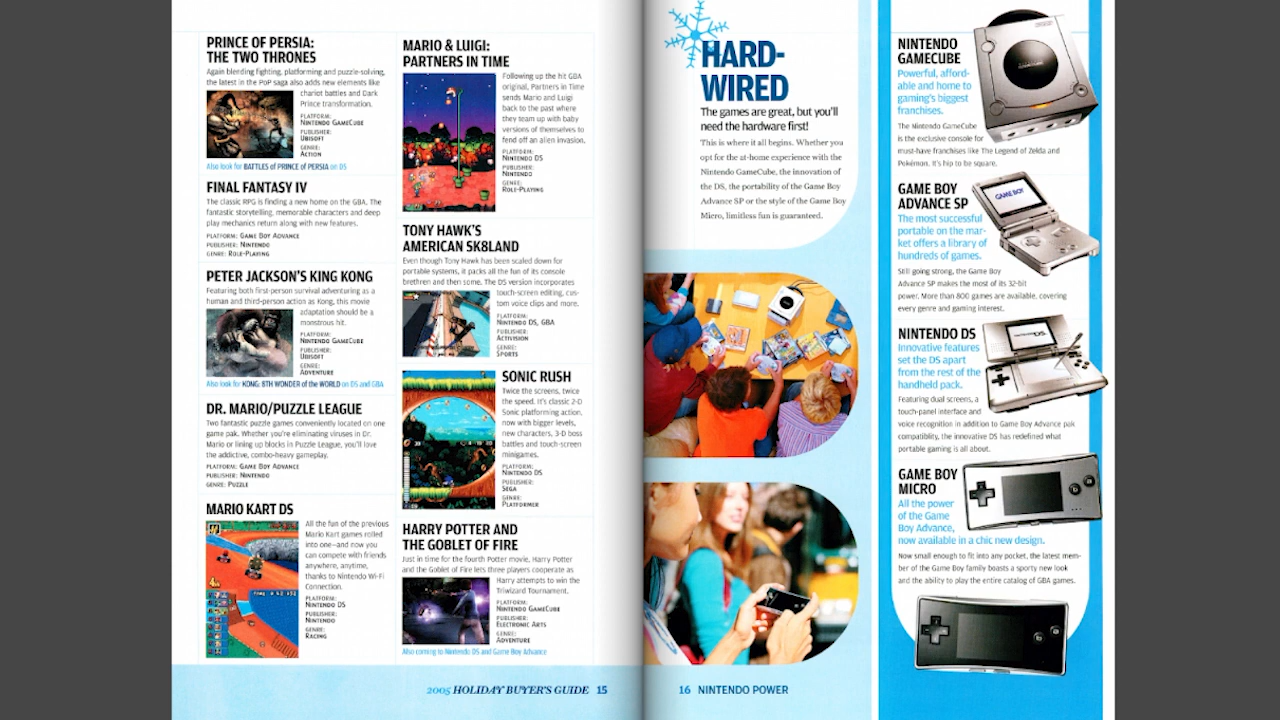 PRINCE OF PERSIA:
THE TWO THRONES
Again blending fighting, platforming and puzzle-solving,
the latest in the PoP saga also adds new elements like
chariot battles and Dark
Prince transformation.
PLATFORM:
NINTENDO GAMECUBE
PUBLISHER:
UBISOFT
GENRE:
ACTION
Also look for BATTLES of PRINCE of PERSIA on DS
FINAL FANTASY IV
The classic RPG is finding a new home on the GBA. The
fantastic storytelling, memorable characters and deep
play mechanics return along with new features.
PLATFORM: GAME BOY ADVANCE
PUBLISHER: NINTENDO
GENRE: ROLE-PLAYING
PETER JACKSON'S KING KONG
Featuring both first-person survival adventuring as a
human and third-person action as Kong, this movie
adaptation should be a
monstrous hit.
PLATFORM:
NINTENDO GAMECUBE
PUBLISHER:
UBISOFT
GENRE:
ADVENTURE
Also look for KONG: 8TH WONDER of the WORLD on DS and GBA
DR. MARIO/PUZZLE LEAGUE
Two fantastic puzzle games conveniently located on one
game pak. Whether you're eliminating viruses in Dr.
Mario or lining up blocks in Puzzle League, you'll love
the addictive, combo-heavy gameplay.
PLATFORM: GAME BOY ADVANCE
PUBLISHER: NINTENDO
GENRE: PUZZLE
MARIO KART DS
All the fun of the previous
Mario Kart games rolled
into one—and now you
can compete with friends
anywhere, anytime,
thanks to Nintendo Wi-Fi
Connection.
PLATFORM:
NINTENDO DS
PUBLISHER:
NINTENDO
GENRE:
RACING
MARIO & LUIGI:
PARTNERS IN TIME
Following up the hit GBA
original, Partners in Time
sends Mario and Luigi
back to the past where
they team up with baby
versions of themselves to
fend off an alien invasion.
PLATFORM:
NINTENDO DS
PUBLISHER:
NINTENDO
GENRE:
ROLE-PLAYING
TONY HAWK'S
AMERICAN SK8LAND
Even though Tony Hawk has been scaled down for
portable systems, it packs all the fun of its console
brethren and then some. The DS version incorporates
touch-screen editing, cus-
tom voice clips and more.
PLATFORM:
NINTENDO DS, GBA
PUBLISHER:
ACTIVISION
GENRE:
SPORTS
SONIC RUSH
Twice the screens, twice
the speed. It's classic 2-D
Sonic platforming action,
now with bigger levels,
new characters, 3-D boss
battles and touch-screen
minigames.
PLATFORM:
NINTENDO DS
PUBLISHER:
SEGA
GENRE:
PLATFORMER
HARRY POTTER AND
THE GOBLET OF FIRE
Just in time for the fourth Potter movie, Harry Potter
and the Goblet of Fire lets three players cooperate as
Harry attempts to win the
Triwizard Tournament.
PLATFORM:
NINTENDO GAMECUBE
PUBLISHER:
ELECTRONIC ARTS
GENRE:
ADVENTURE
Also coming to Nintendo DS and Game Boy Advance
2005 HOLIDAY BUYER'S GUIDE 15
HARD-
WIRED
The games are great, but you'll
need the hardware first!
This is where it all begins. Whether you
opt for the at-home experience with the
Nintendo GameCube, the innovation of
the DS, the portability of the Game Boy
Advance SP or the style of the Game Boy
Micro, limitless fun is guaranteed.
16 NINTENDO POWER
NINTENDO
GAMECUBE
Powerful, afford-
able and home to
gaming's biggest
franchises.
The Nintendo GameCube
is the exclusive console for
must-have franchises like The Legend of Zelda and
Pokémon. It's hip to be square.
GAME BOY
ADVANCE SP
The most successful
portable on the mar-
ket offers a library of
hundreds of games.
Still going strong, the Game Boy
Advance SP makes the most of its 32-bit
power. More than 800 games are available, covering
every genre and gaming interest.
GAME BOY
NINTENDO DS
Innovative features
set the DS apart
from the rest of the
handheld pack.
Featuring dual screens, a
touch-panel interface and
voice recognition in addition to Game Boy Advance pak
compatiblity, the innovative DS has redefined what
portable gaming is all about.
GAME BOY
MICRO
All the power
of the Game
Boy Advance,
now available in a chic new design.
Now small enough to fit into any pocket, the latest mem-
ber of the Game Boy family boasts a sporty new look
and the ability to play the entire catalog of GBA games.